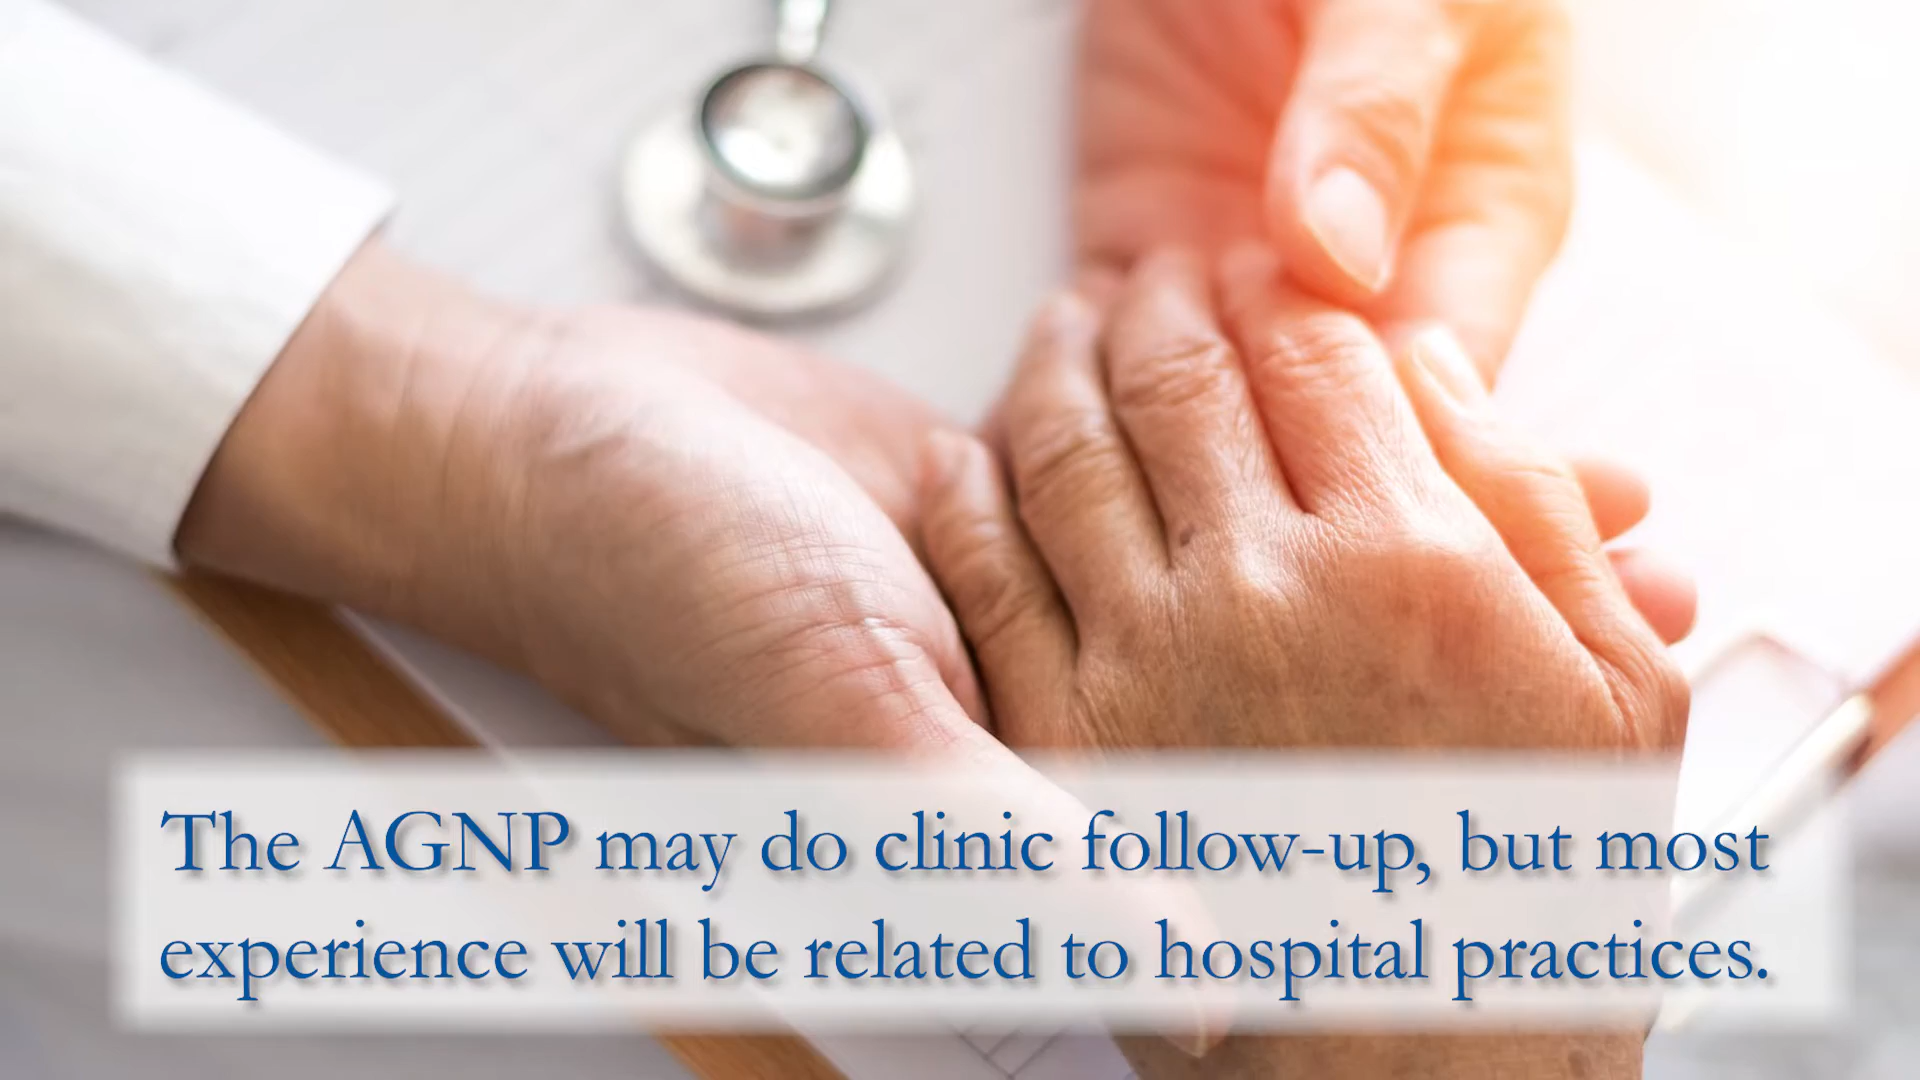 The AGNP may do clinic follow-up, but most
experience will be related to hospital practices.